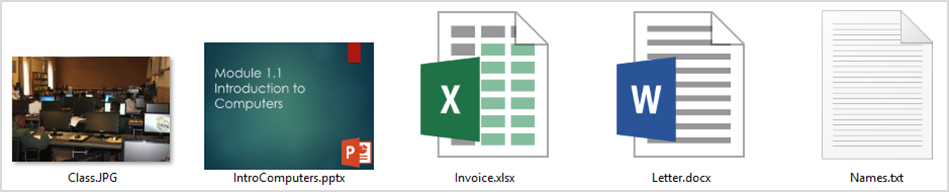 Module 1.1
Introduction to
Computers
P
X
W
Class.JPG
IntroComputers.pptx
Invoice.xlsx
Letter.docx
Names.txt